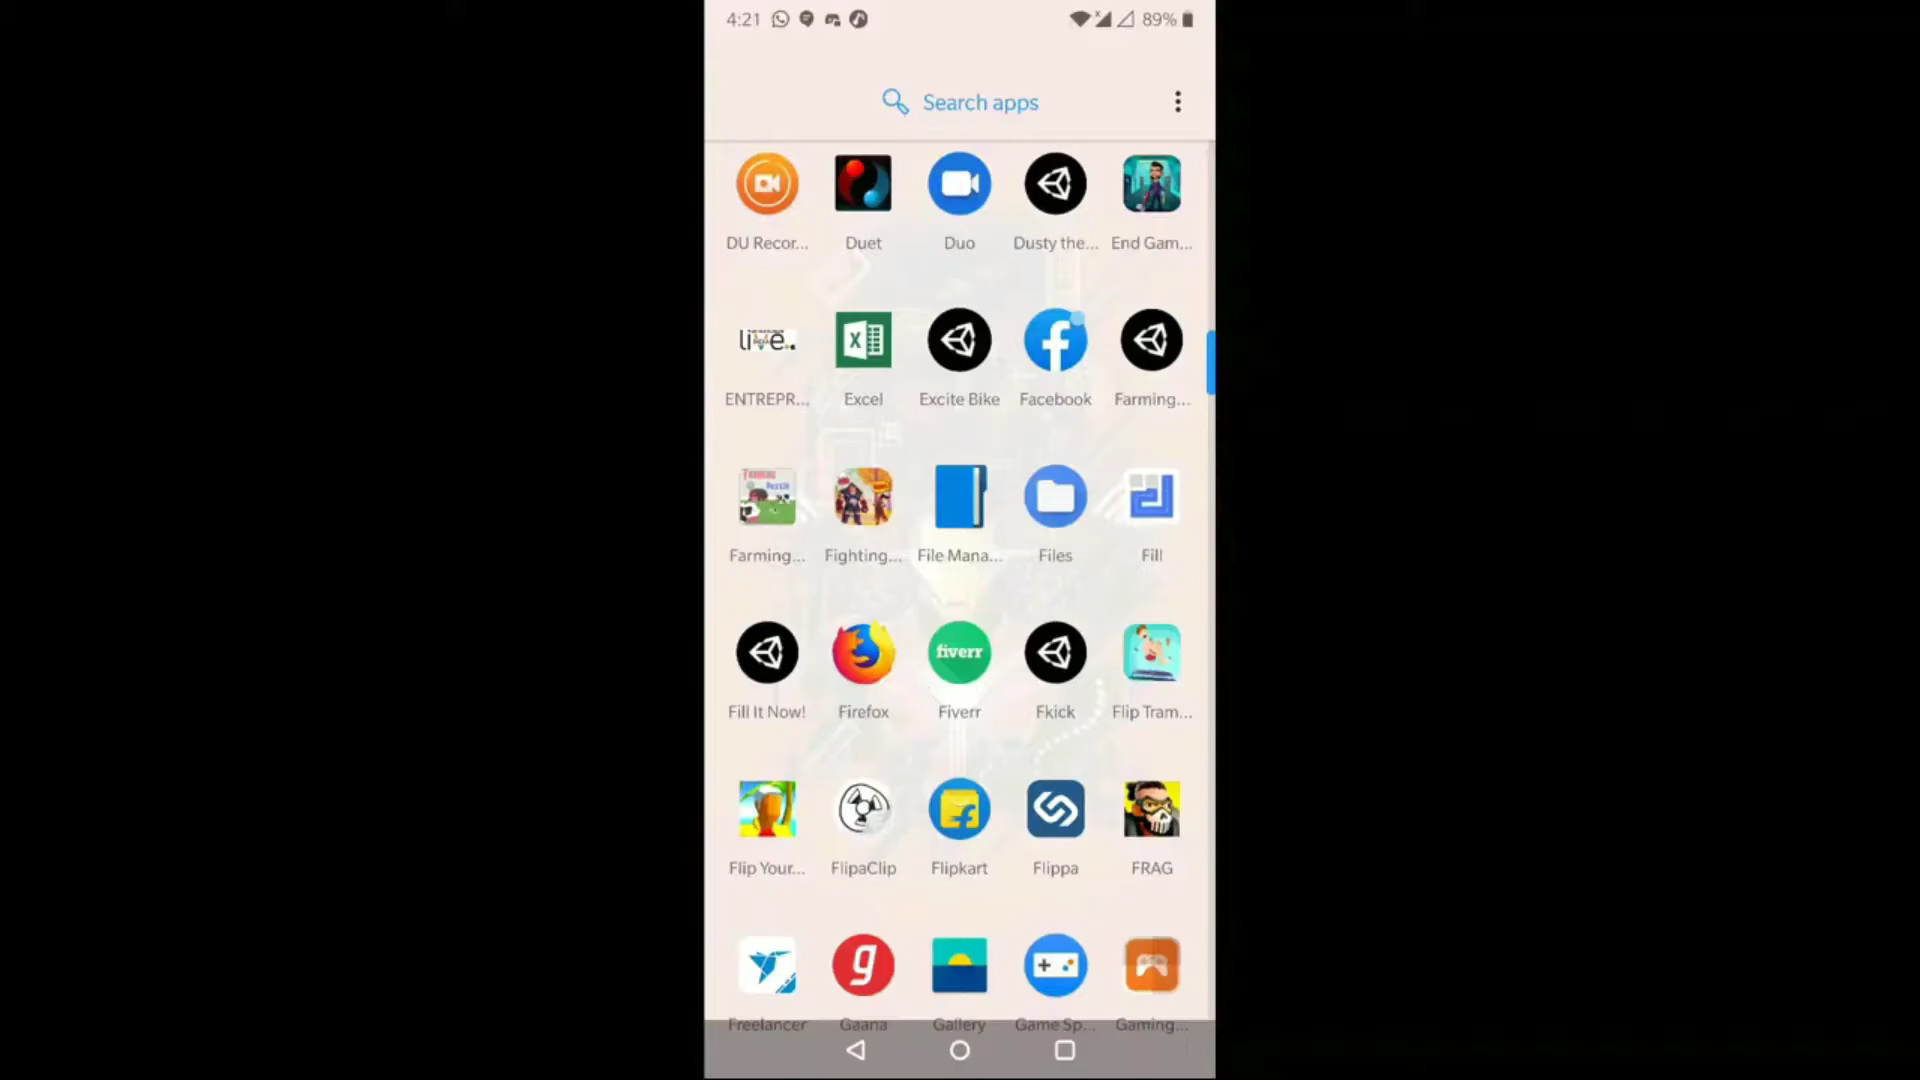 4:21
89%
Search apps
DU Recor... Duet Duo Dusty the... End Gam...
live.
ENTREPR... Excel Excite Bike Facebook Farming...
Farming... Fighting... File Mana... Files Fill
fiverr
Fill It Now! Firefox Fiverr Fkick Flip Tram...
Flip Your... FlipaClip Flipkart Flippa FRAG
Freelancer Gaana Gallery Game Sp... Gaming...